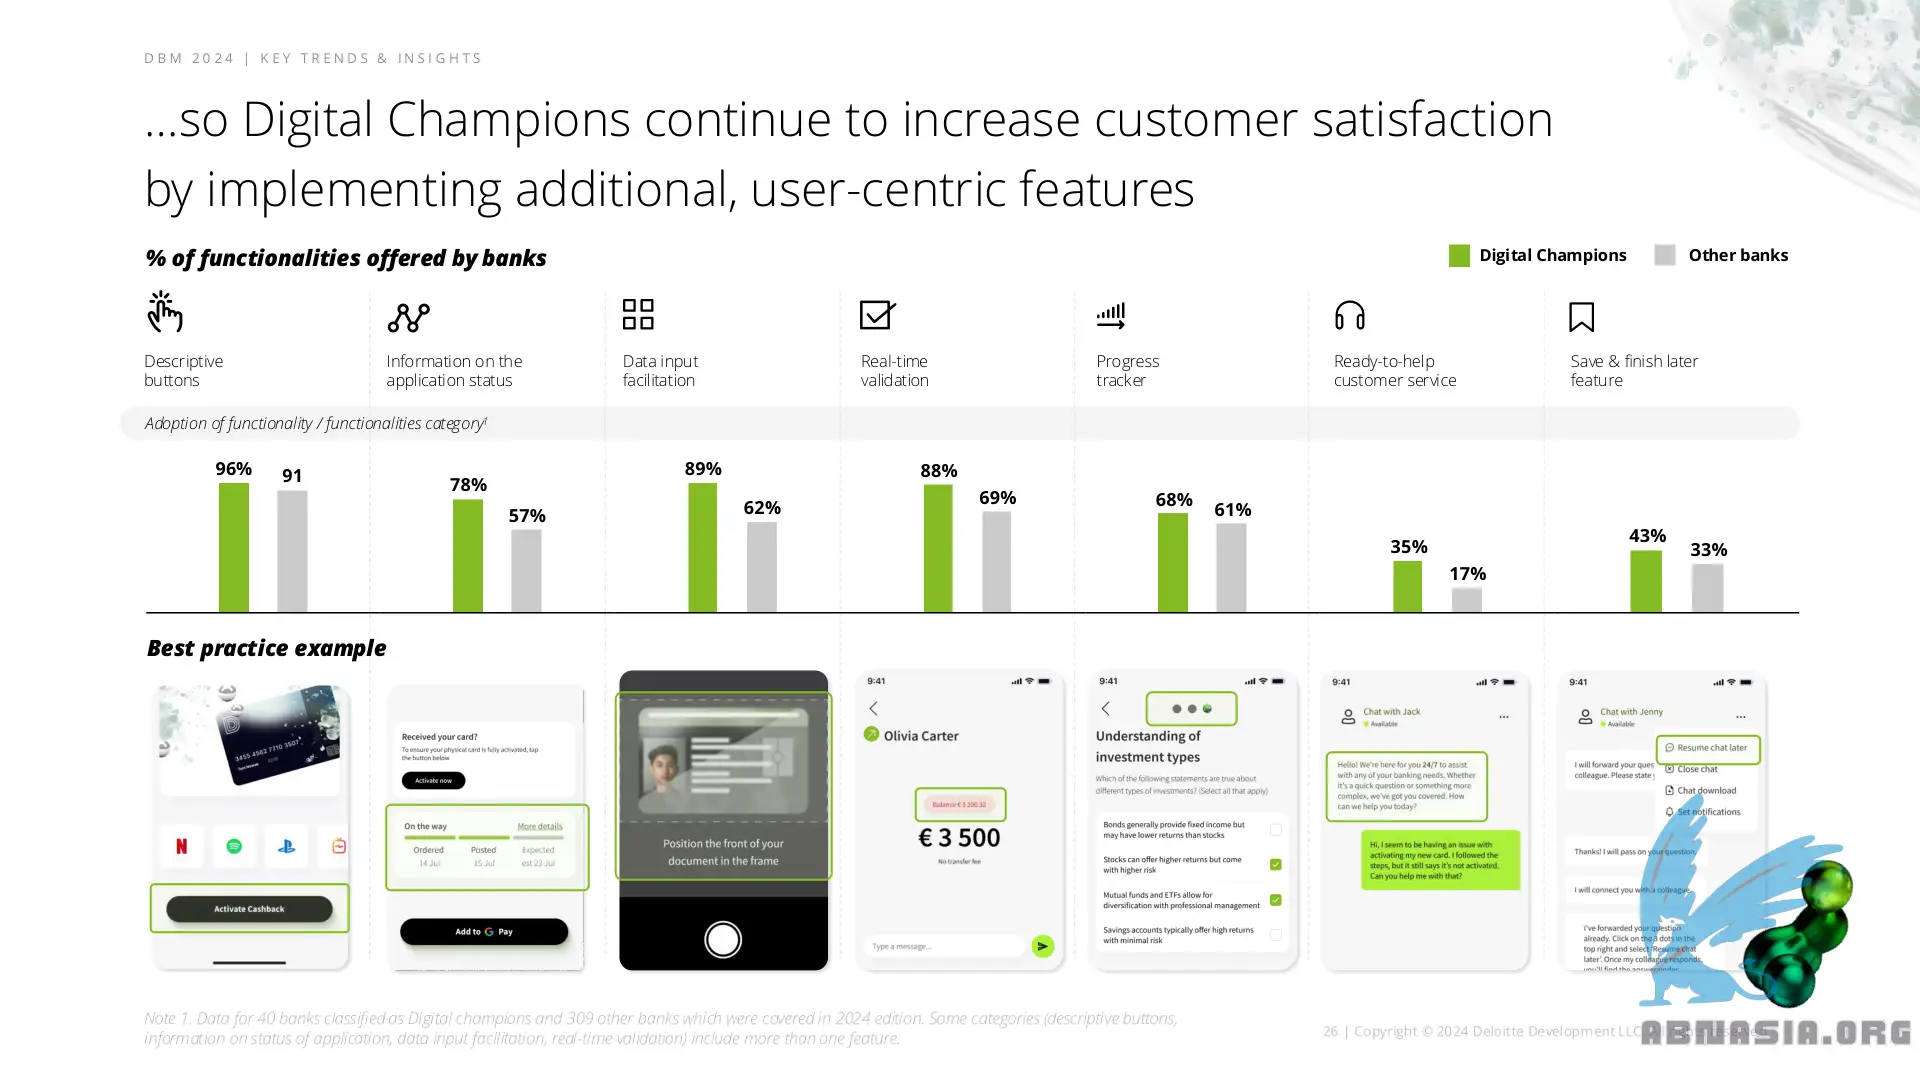 DBM 2024 | KEY TRENDS & INSIGHTS
...so Digital Champions continue to increase customer satisfaction
by implementing additional, user-centric features
% of functionalities offered by banks
Digital Champions
Other banks
Descriptive
buttons
Information on the
application status
Data input
facilitation
Real-time
validation
Progress
tracker
Ready-to-help
customer service
Save & finish later
feature
Adoption of functionality / functionalities category¹
96%
91
78%
57%
89%
62%
88%
69%
68%
61%
35%
17%
43%
33%
Best practice example
3455 4562 7710 3507
Activate Cashback
Received your card?
To ensure your physical card is fully activated, tap
the button below
Activate now
On the way
More details
Ordered
Posted
Expected
14 Jul
15 Jul
est 23 Jul
Add to G Pay
Position the front of your
document in the frame
9:41
Olivia Carter
Balance € 3 200.32
€ 3 500
No transfer fee
Type a message...
9:41
Understanding of
investment types
Which of the following statements are true about
different types of investments? (Select all that apply)
Bonds generally provide fixed income but
may have lower returns than stocks
Stocks can offer higher returns but come
with higher risk
Mutual funds and ETFs allow for
diversification with professional management
Savings accounts typically offer high returns
with minimal risk
9:41
Chat with Jack
Available
Hello! We're here for you 24/7 to assist
with any of your banking needs. Whether
it's a quick question or something more
complex, we've got you covered. How
can we help you today?
Hi, I seem to be having an issue with
activating my new card. I followed the
steps, but it still says it's not activated.
Can you help me with that?
9:41
Chat with Jenny
Available
Resume chat later
Close chat
Chat download
Set notifications
I will forward your ques
colleague. Please state
Thanks! I will pass on your question.
I will connect you with a colleague.
I've forwarded your question
already. Click on the 3 dots in the
top right and select 'Resume chat
later'. Once my colleague responds,
you'll find the answer under
Note 1. Data for 40 banks classified as Digital champions and 309 other banks which were covered in 2024 edition. Some categories (descriptive buttons,
information on status of application, data input facilitation, real-time validation) include more than one feature.
26 | Copyright © 2024 Deloitte Development LLC. All rights reserved.
ABNASIA.ORG